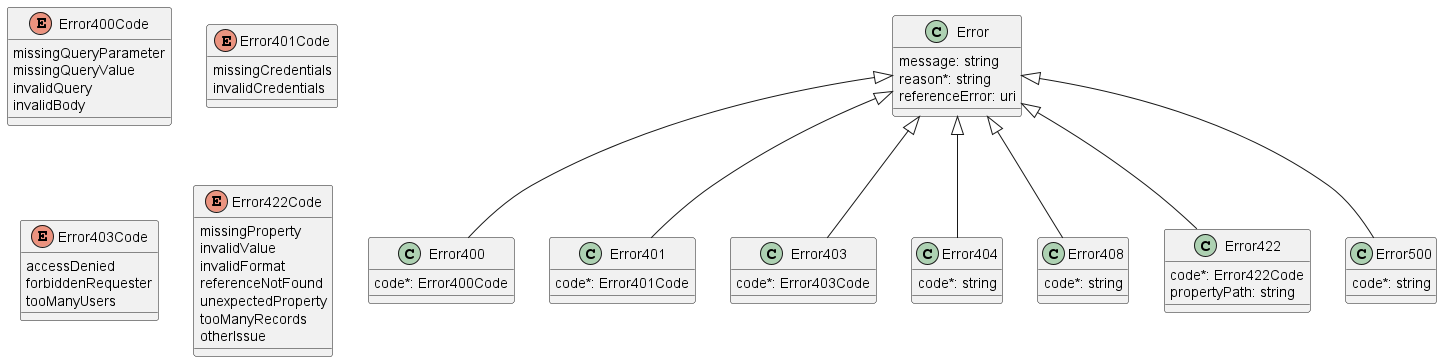 E Error400Code
missingQueryParameter
missingQueryValue
invalidQuery
invalidBody
E Error401Code
missingCredentials
invalidCredentials
C Error
message: string
reason*: string
referenceError: uri
E Error403Code
accessDenied
forbiddenRequester
tooManyUsers
E Error422Code
missingProperty
invalidValue
invalidFormat
referenceNotFound
unexpectedProperty
tooManyRecords
otherIssue
C Error400
code*: Error400Code
C Error401
code*: Error401Code
C Error403
code*: Error403Code
C Error404
code*: string
C Error408
code*: string
C Error422
code*: Error422Code
propertyPath: string
C Error500
code*: string